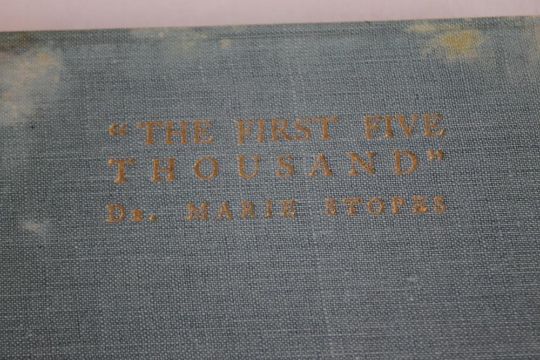 "THE FIRST FIVE
THOUSAND"
DR. MARIE STOPES